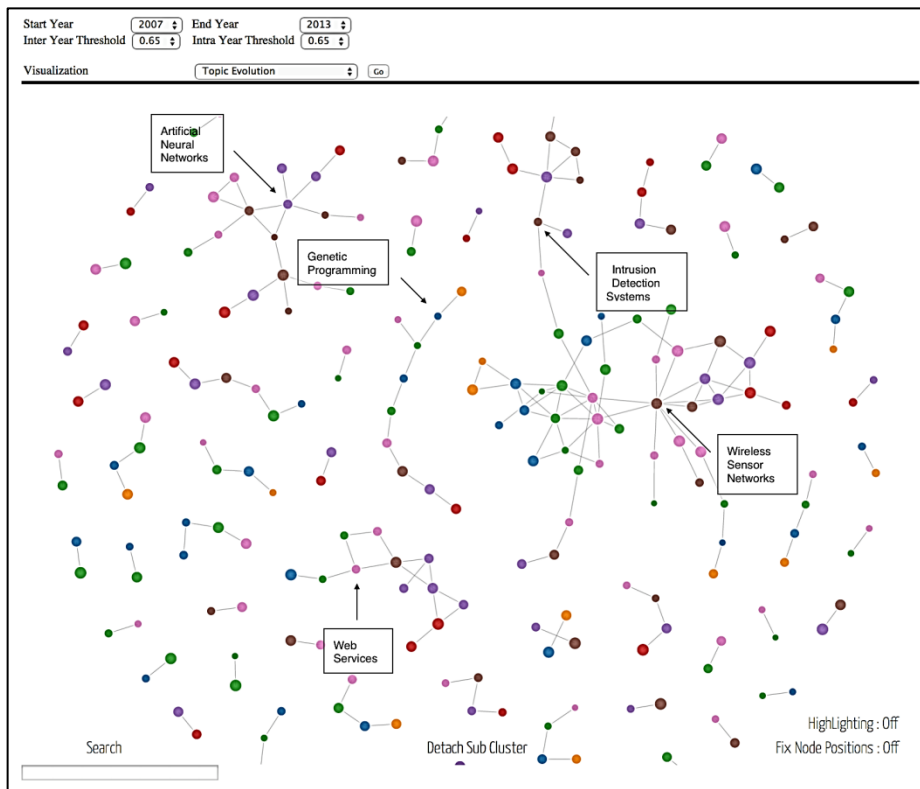 Start Year 2007 End Year 2013
Inter Year Threshold 0.65 Intra Year Threshold 0.65
Visualization Topic Evolution Go
Artificial
Neural
Networks
Genetic
Programming
Intrusion
Detection
Systems
Wireless
Sensor
Networks
Web
Services
HighLighting : Off
Search Detach Sub Cluster Fix Node Positions : Off